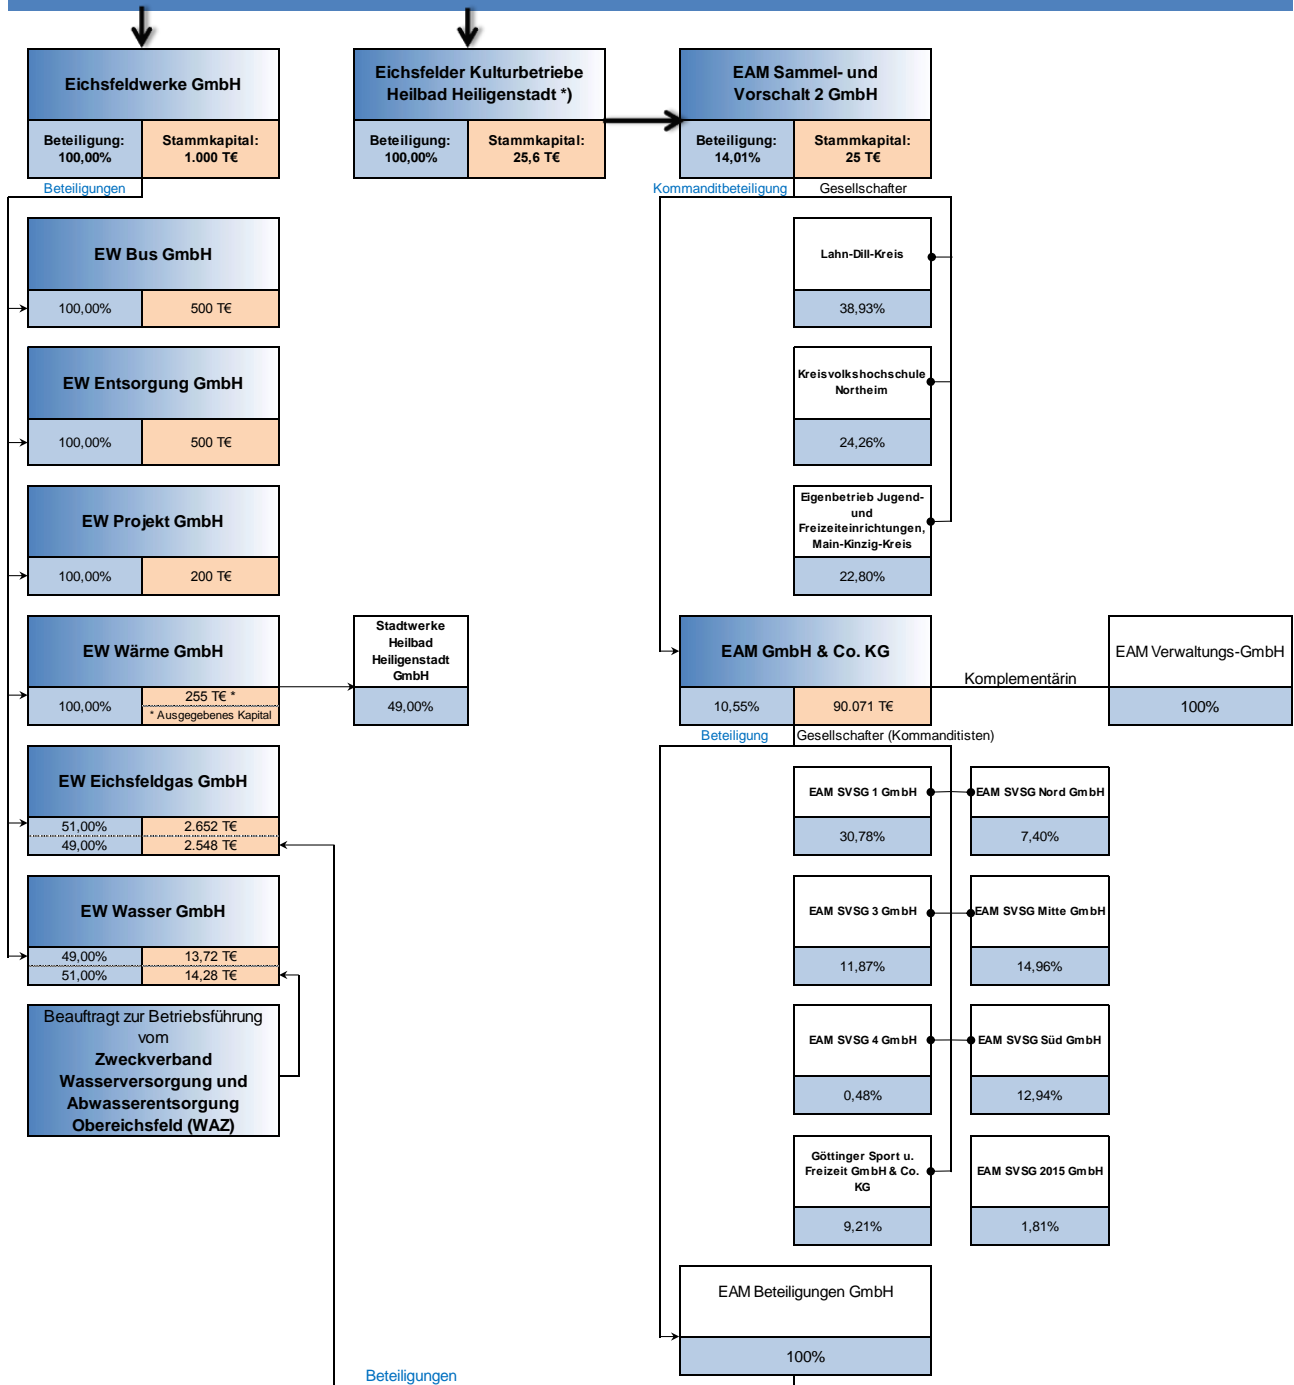 Eichsfeldwerke GmbH
Beteiligung:
100,00%
Stammkapital:
1.000 T€
Eichsfelder Kulturbetriebe
Heilbad Heiligenstadt *)
Beteiligung:
100,00%
Stammkapital:
25,6 T€
EAM Sammel- und
Vorschalt 2 GmbH
Beteiligung:
14,01%
Stammkapital:
25 T€
Beteiligungen
EW Bus GmbH
100,00%
500 T€
EW Entsorgung GmbH
100,00%
500 T€
EW Projekt GmbH
100,00%
200 T€
EW Wärme GmbH
100,00%
255 T€ *
* Ausgegebenes Kapital
Stadtwerke
Heilbad
Heiligenstadt
GmbH
49,00%
EW Eichsfeldgas GmbH
51,00%
2.652 T€
49,00%
2.548 T€
EW Wasser GmbH
49,00%
13,72 T€
51,00%
14,28 T€
Beauftragt zur Betriebsführung
vom
Zweckverband
Wasserversorgung und
Abwasserentsorgung
Obereichsfeld (WAZ)
Kommanditbeteiligung
Gesellschafter
Lahn-Dill-Kreis
38,93%
Kreisvolkshochschule
Northeim
24,26%
Eigenbetrieb Jugend-
und
Freizeiteinrichtungen,
Main-Kinzig-Kreis
22,80%
EAM GmbH & Co. KG
10,55%
90.071 T€
Komplementärin
EAM Verwaltungs-GmbH
100%
Beteiligung
Gesellschafter (Kommanditisten)
EAM SVSG 1 GmbH
30,78%
EAM SVSG Nord GmbH
7,40%
EAM SVSG 3 GmbH
11,87%
EAM SVSG Mitte GmbH
14,96%
EAM SVSG 4 GmbH
0,48%
EAM SVSG Süd GmbH
12,94%
Göttinger Sport u.
Freizeit GmbH & Co.
KG
9,21%
EAM SVSG 2015 GmbH
1,81%
EAM Beteiligungen GmbH
100%
Beteiligungen